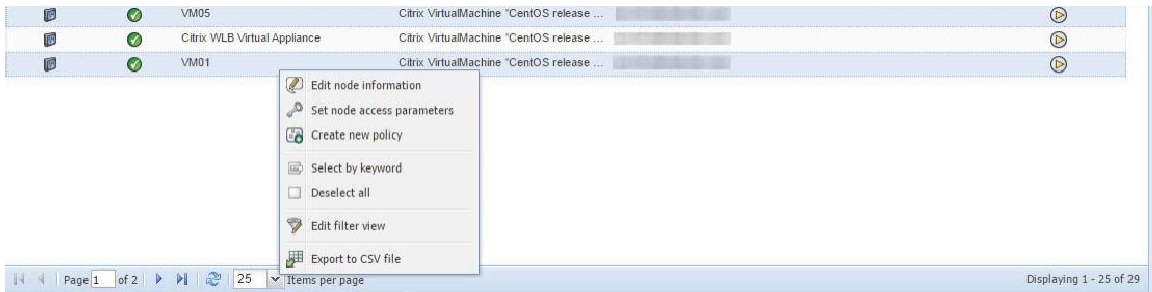 VM05 Citrix VirtualMachine "CentOS release ...
Citrix WLB Virtual Appliance Citrix VirtualMachine "CentOS release ...
VM01 Citrix VirtualMachine "CentOS release ...
Edit node information
Set node access parameters
Create new policy
Select by keyword
Deselect all
Edit filter view
Export to CSV file
Page 1 of 2 25 Items per page Displaying 1 - 25 of 29